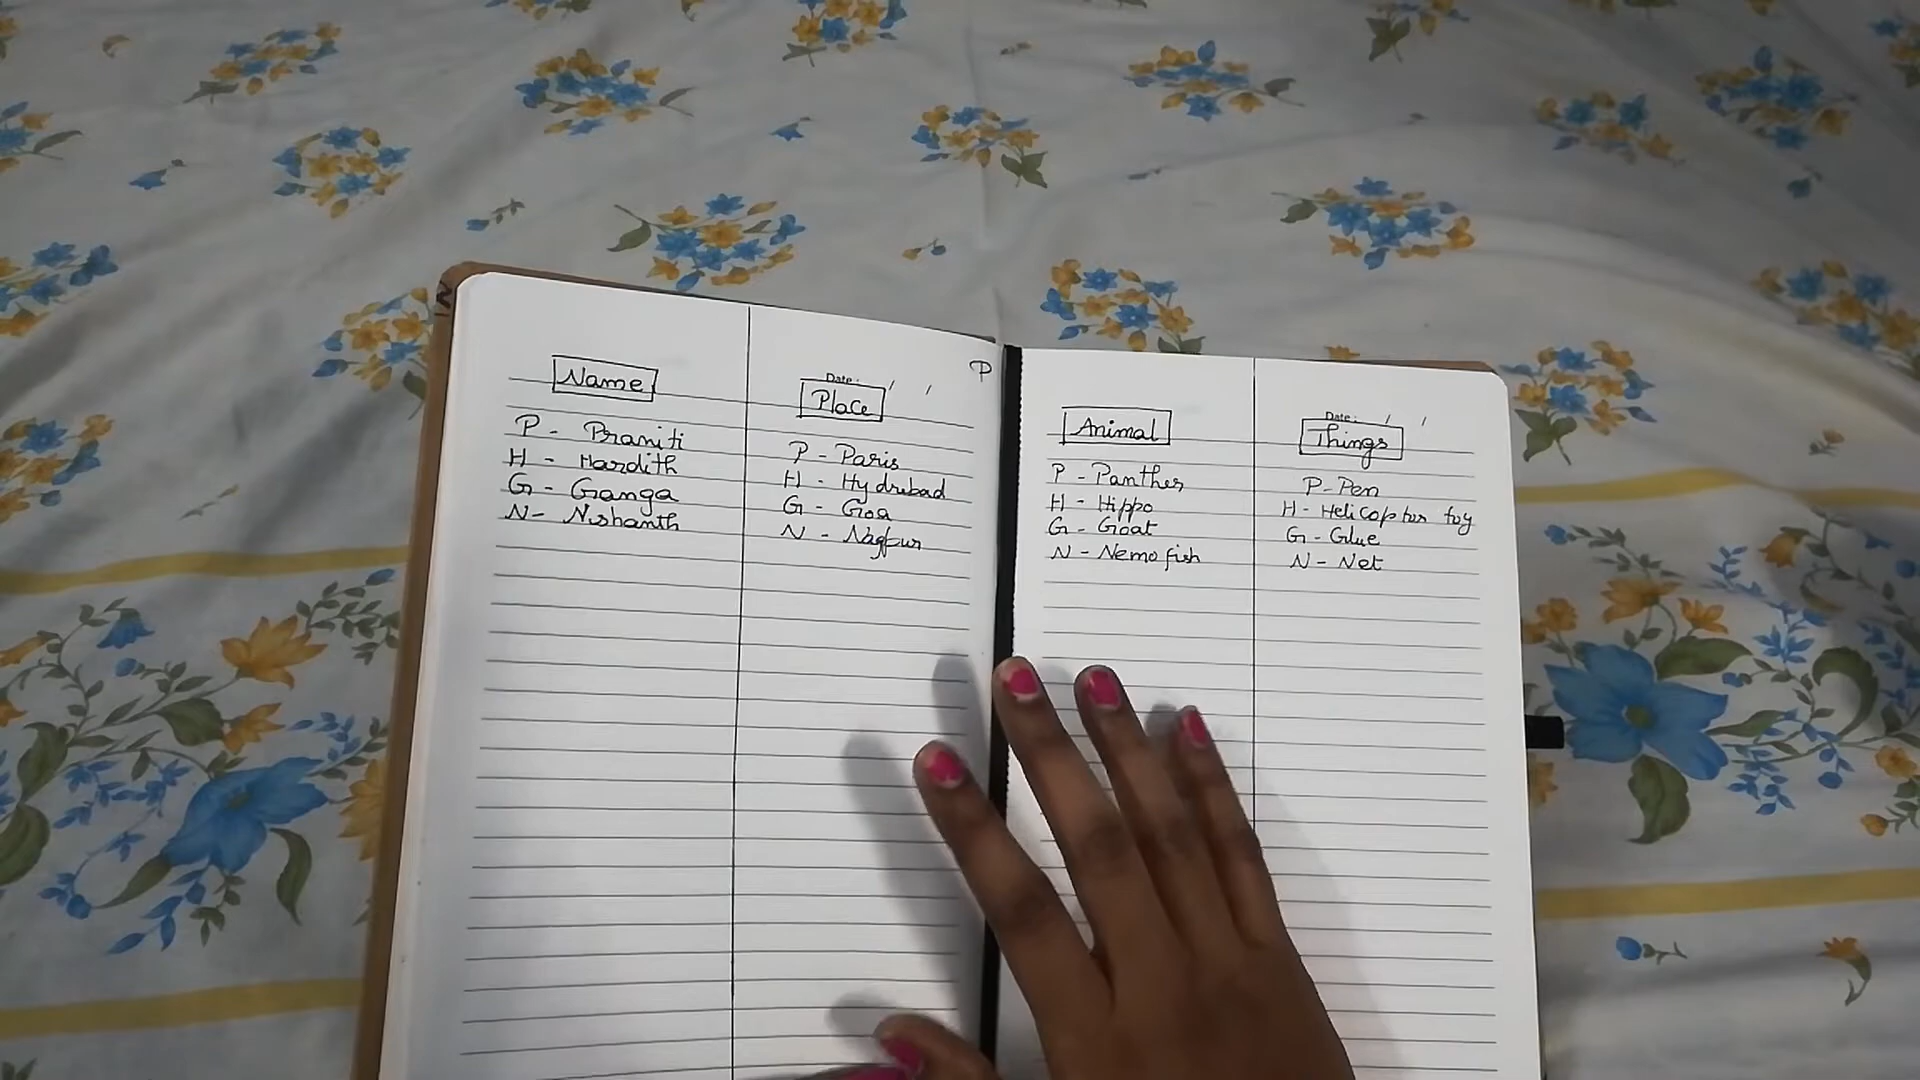 Name
P - Praniti
H - Hardith
G - Ganga
N - Nishanth
P
Date : / /
Place
P - Paris
H - Hydrabad
G - Goa
N - Nagpur
Animal
P - Panther
H - Hippo
G - Goat
N - Nemo fish
Date : / /
Things
P - Pen
H - Helicopter toy
G - Glue
N - Net